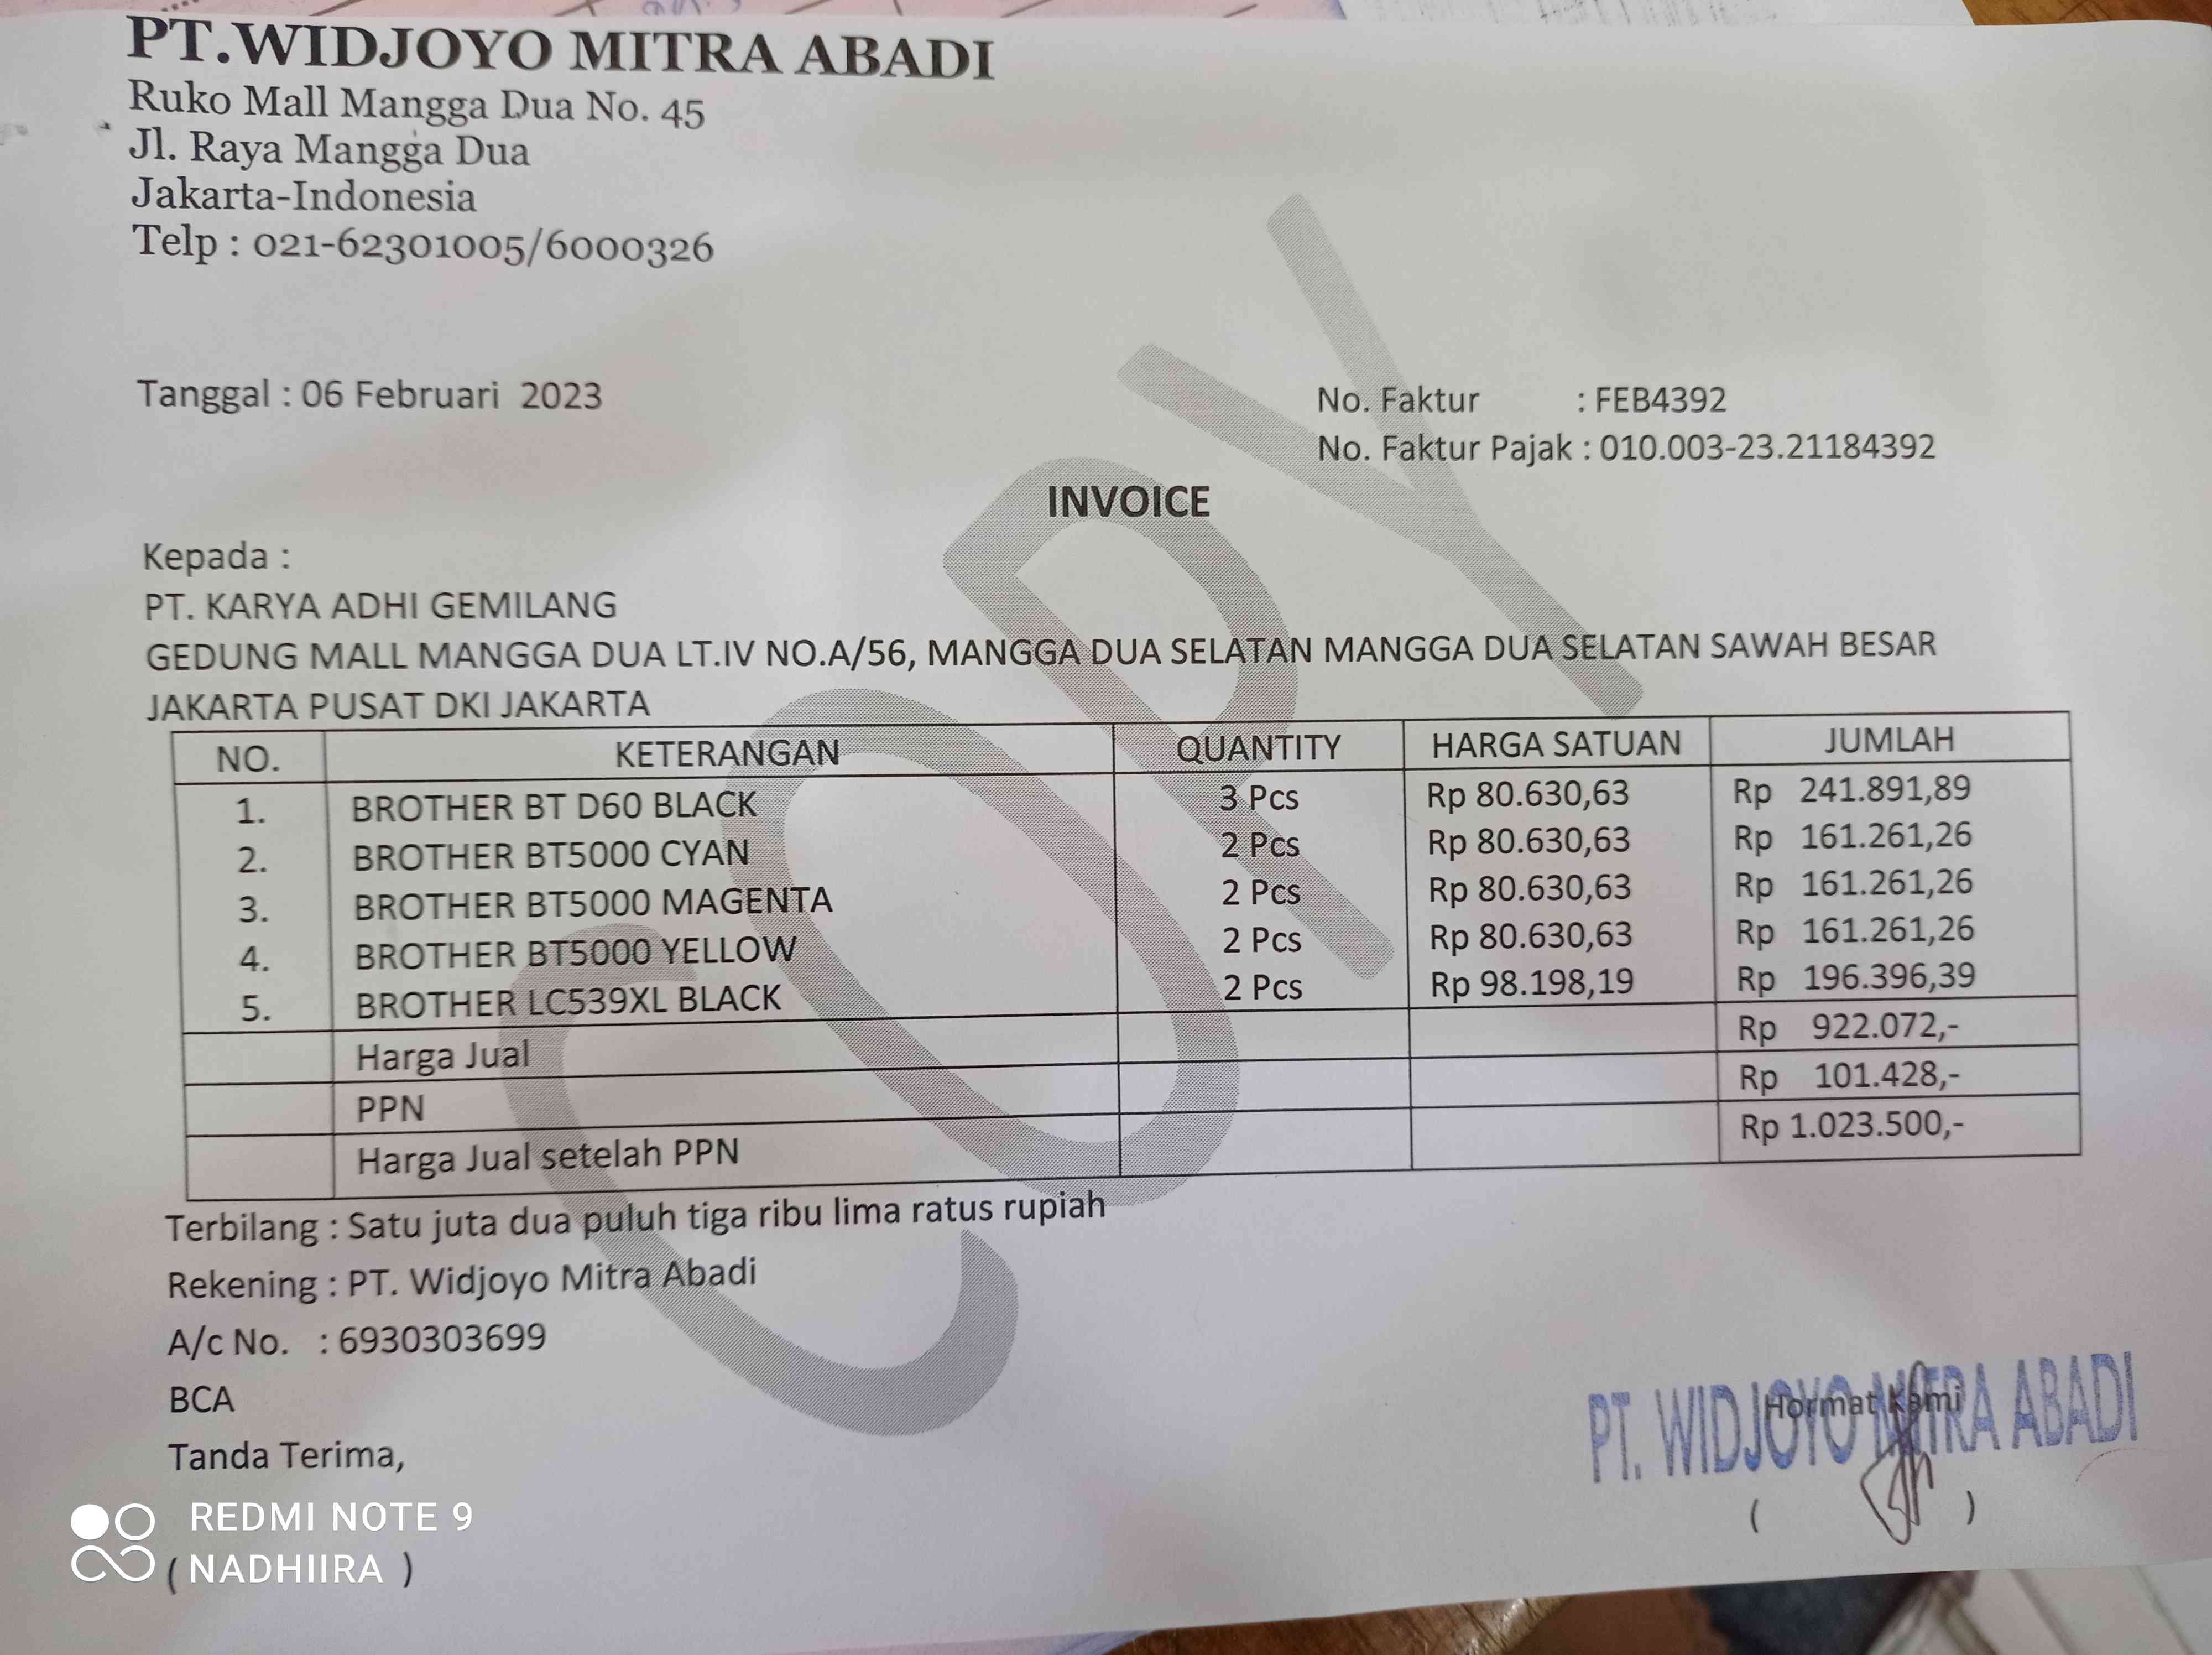 PT.WIDJOYO MITRA ABADI
Ruko Mall Mangga Dua No. 45
Jl. Raya Mangga Dua
Jakarta-Indonesia
Telp : 021-62301005/6000326
Tanggal : 06 Februari 2023
No. Faktur : FEB4392
No. Faktur Pajak : 010.003-23.21184392
INVOICE
COPY
Kepada :
PT. KARYA ADHI GEMILANG
GEDUNG MALL MANGGA DUA LT.IV NO.A/56, MANGGA DUA SELATAN MANGGA DUA SELATAN SAWAH BESAR
JAKARTA PUSAT DKI JAKARTA
NO. KETERANGAN QUANTITY HARGA SATUAN JUMLAH
1. BROTHER BT D60 BLACK 3 Pcs Rp 80.630,63 Rp 241.891,89
2. BROTHER BT5000 CYAN 2 Pcs Rp 80.630,63 Rp 161.261,26
3. BROTHER BT5000 MAGENTA 2 Pcs Rp 80.630,63 Rp 161.261,26
4. BROTHER BT5000 YELLOW 2 Pcs Rp 80.630,63 Rp 161.261,26
5. BROTHER LC539XL BLACK 2 Pcs Rp 98.198,19 Rp 196.396,39
Harga Jual Rp 922.072,-
PPN Rp 101.428,-
Harga Jual setelah PPN Rp 1.023.500,-
Terbilang : Satu juta dua puluh tiga ribu lima ratus rupiah
Rekening : PT. Widjoyo Mitra Abadi
A/c No. : 6930303699
BCA
Tanda Terima,
Hormat Kami
PT. WIDJOYO MITRA ABADI
( )
REDMI NOTE 9
( NADHIIRA )